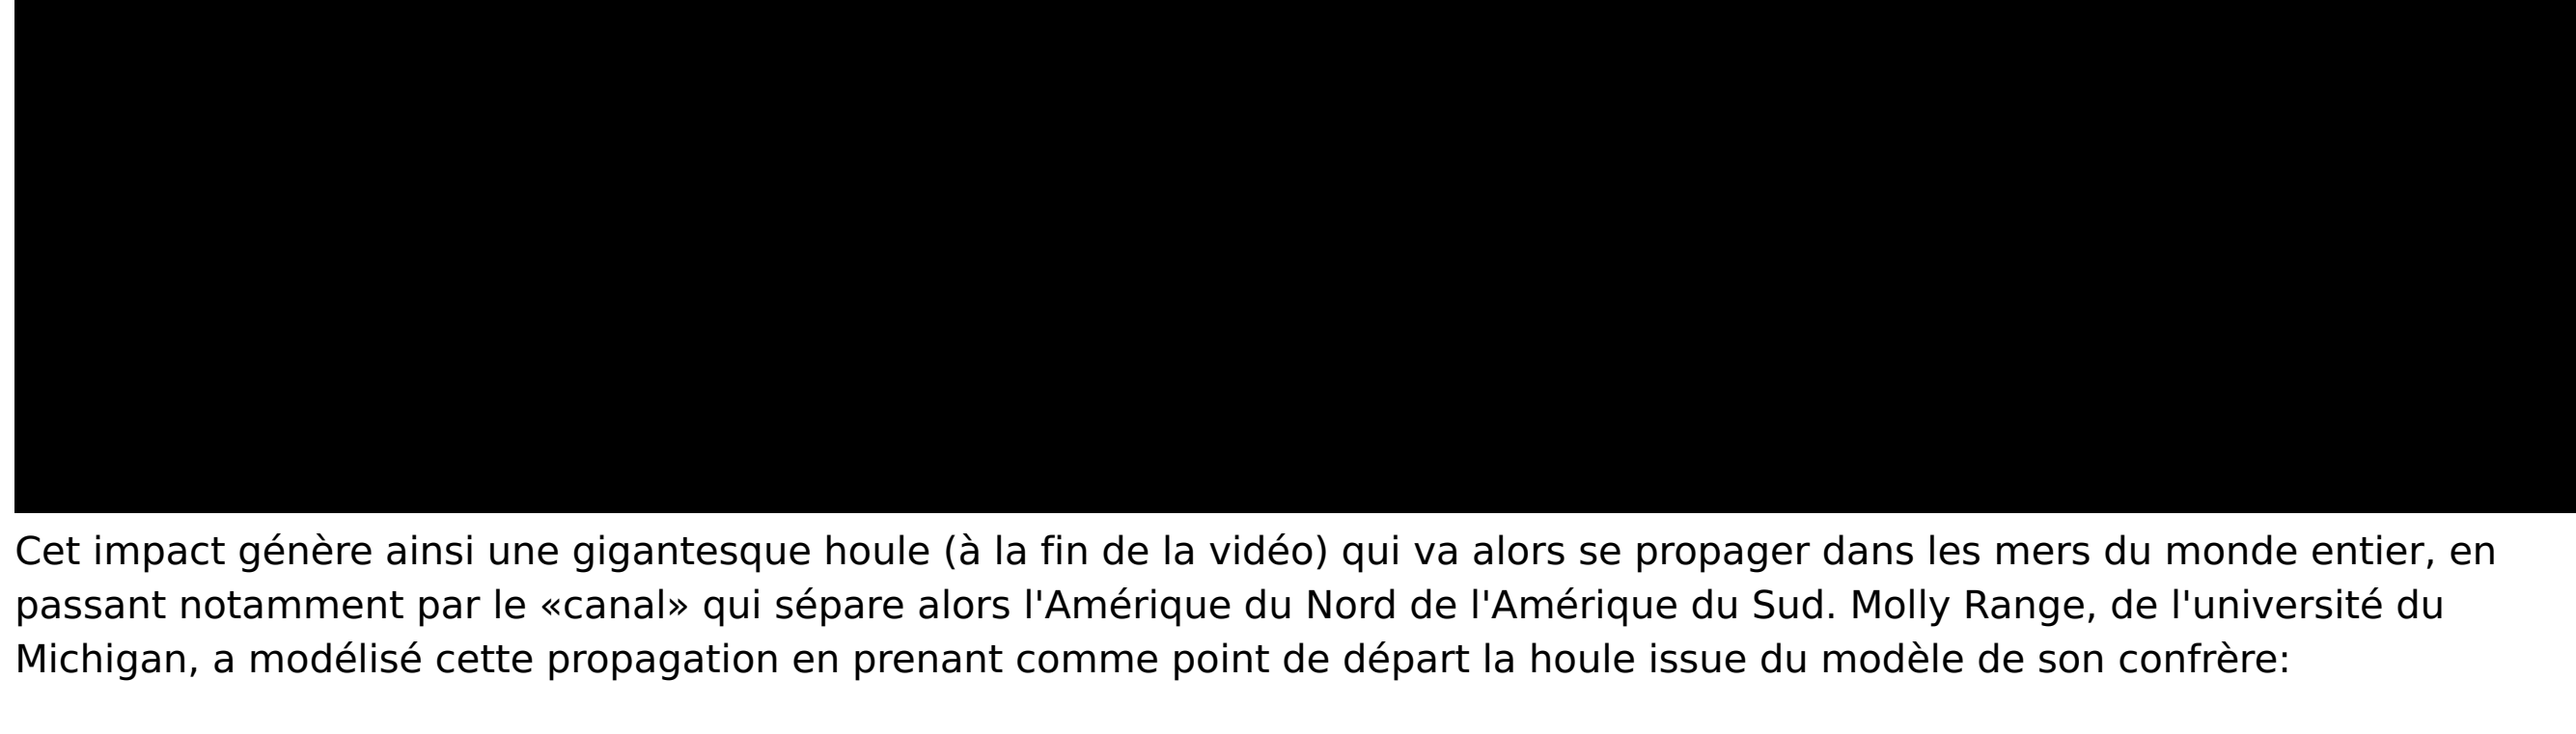 Cet impact génère ainsi une gigantesque houle (à la fin de la vidéo) qui va alors se propager dans les mers du monde entier, en
passant notamment par le «canal» qui sépare alors l'Amérique du Nord de l'Amérique du Sud. Molly Range, de l'université du
Michigan, a modélisé cette propagation en prenant comme point de départ la houle issue du modèle de son confrère: